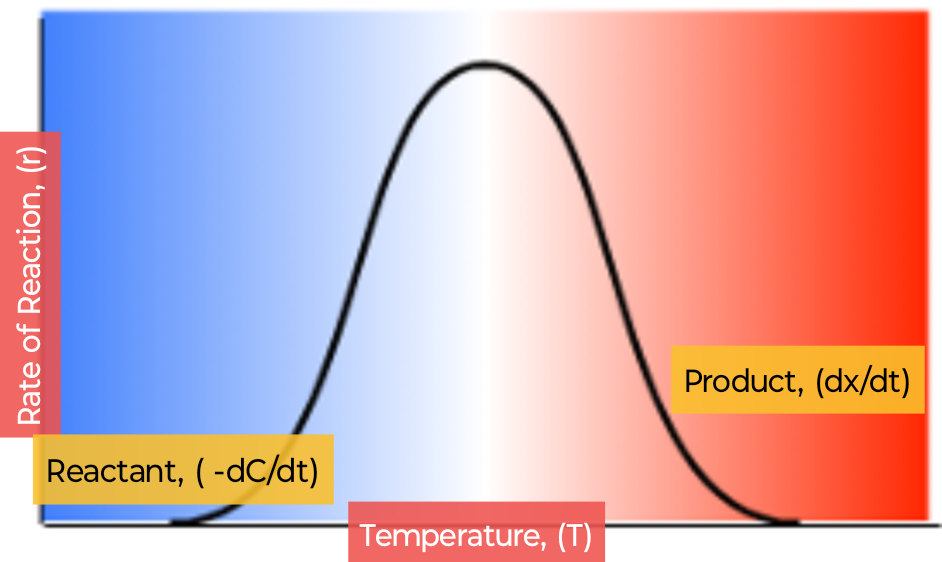 Rate of Reaction, (r)
Product, (dx/dt)
Reactant, ( -dC/dt)
Temperature, (T)